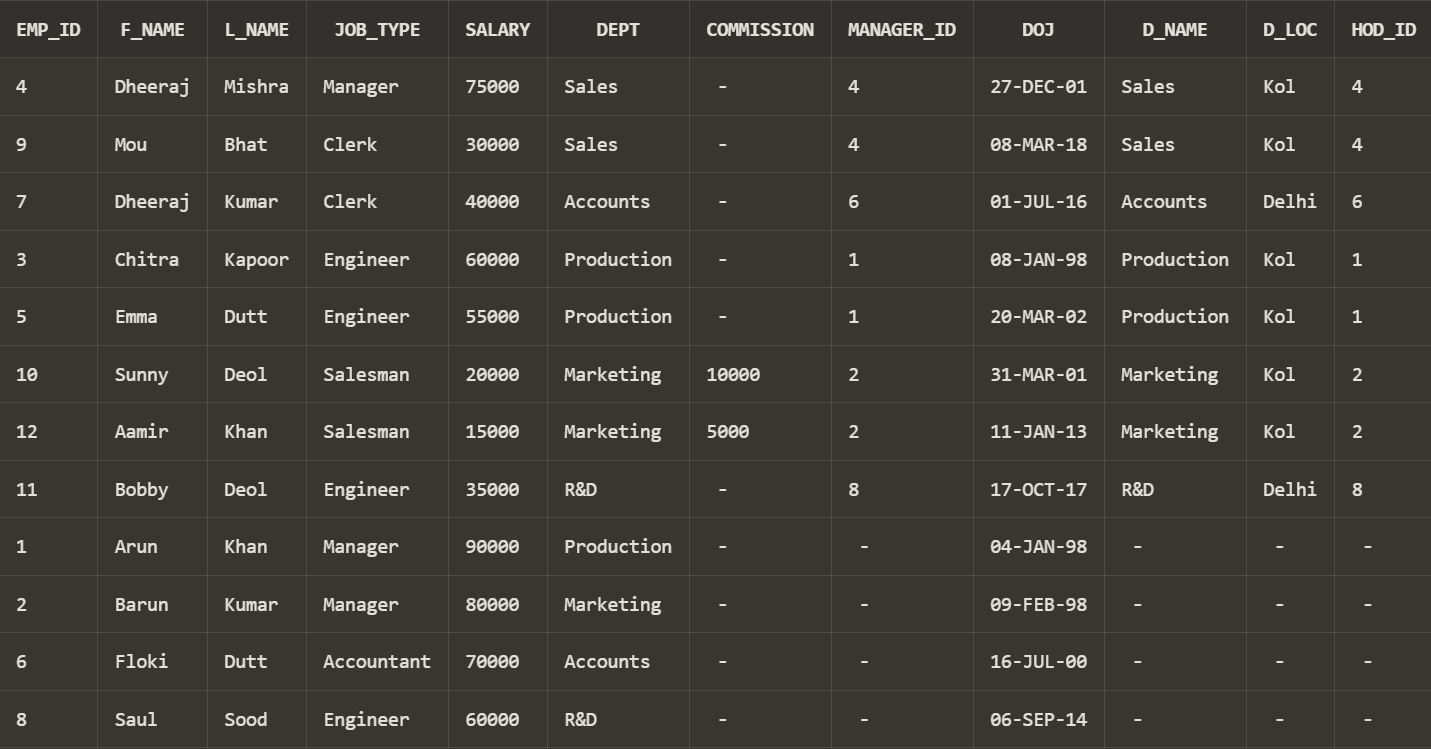 EMP_ID F_NAME L_NAME JOB_TYPE SALARY DEPT COMMISSION MANAGER_ID DOJ D_NAME D_LOC HOD_ID
4 Dheeraj Mishra Manager 75000 Sales - 4 27-DEC-01 Sales Kol 4
9 Mou Bhat Clerk 30000 Sales - 4 08-MAR-18 Sales Kol 4
7 Dheeraj Kumar Clerk 40000 Accounts - 6 01-JUL-16 Accounts Delhi 6
3 Chitra Kapoor Engineer 60000 Production - 1 08-JAN-98 Production Kol 1
5 Emma Dutt Engineer 55000 Production - 1 20-MAR-02 Production Kol 1
10 Sunny Deol Salesman 20000 Marketing 10000 2 31-MAR-01 Marketing Kol 2
12 Aamir Khan Salesman 15000 Marketing 5000 2 11-JAN-13 Marketing Kol 2
11 Bobby Deol Engineer 35000 R&D - 8 17-OCT-17 R&D Delhi 8
1 Arun Khan Manager 90000 Production - - 04-JAN-98 - - -
2 Barun Kumar Manager 80000 Marketing - - 09-FEB-98 - - -
6 Floki Dutt Accountant 70000 Accounts - - 16-JUL-00 - - -
8 Saul Sood Engineer 60000 R&D - - 06-SEP-14 - - -